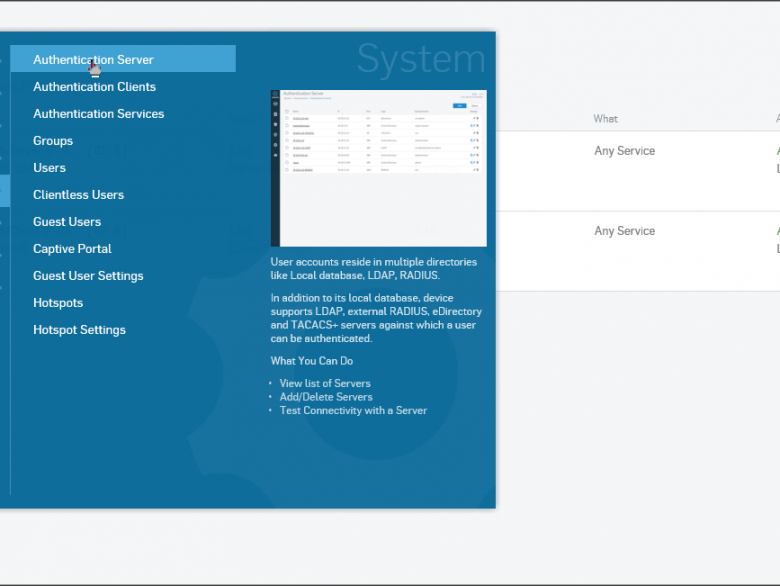 System
Authentication Server
Authentication Clients
Authentication Services
Groups
Users
Clientless Users
Guest Users
Captive Portal
Guest User Settings
Hotspots
Hotspot Settings
User accounts reside in multiple directories
like Local database, LDAP, RADIUS.
In addition to its local database, device
supports LDAP, external RADIUS, eDirectory
and TACACS+ servers against which a user
can be authenticated.
What You Can Do
• View list of Servers
• Add/Delete Servers
• Test Connectivity with a Server
What
Any Service
Any Service